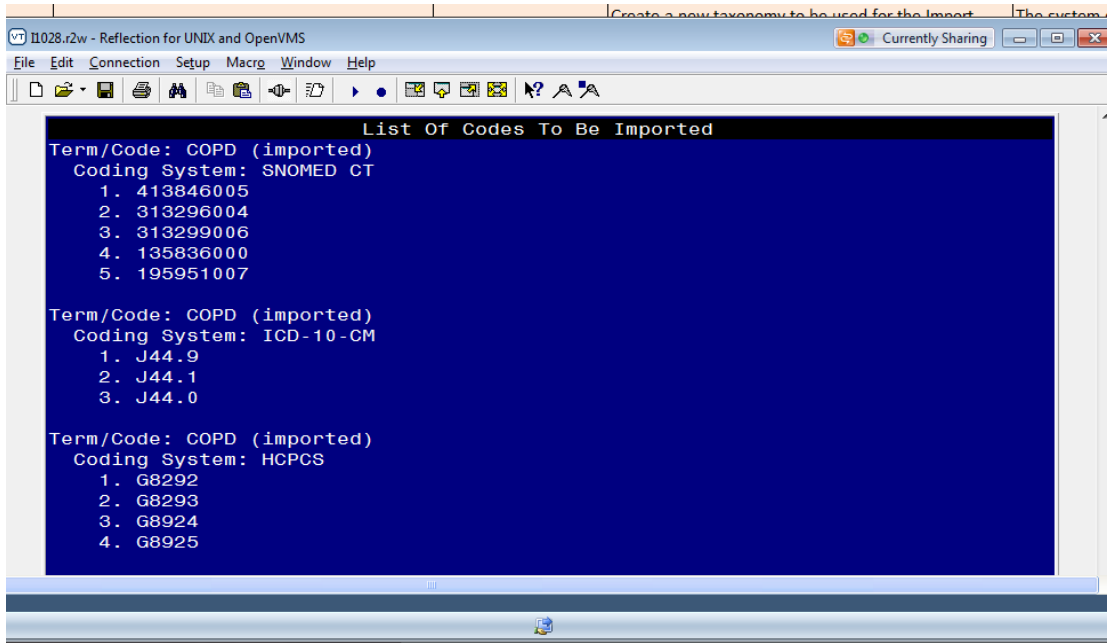 Create a new taxonomy to be used for the Import
The system
I1028.r2w - Reflection for UNIX and OpenVMS
Currently Sharing
File Edit Connection Setup Macro Window Help
List Of Codes To Be Imported
Term/Code: COPD (imported)
Coding System: SNOMED CT
1. 413846005
2. 313296004
3. 313299006
4. 135836000
5. 195951007
Term/Code: COPD (imported)
Coding System: ICD-10-CM
1. J44.9
2. J44.1
3. J44.0
Term/Code: COPD (imported)
Coding System: HCPCS
1. G8292
2. G8293
3. G8924
4. G8925